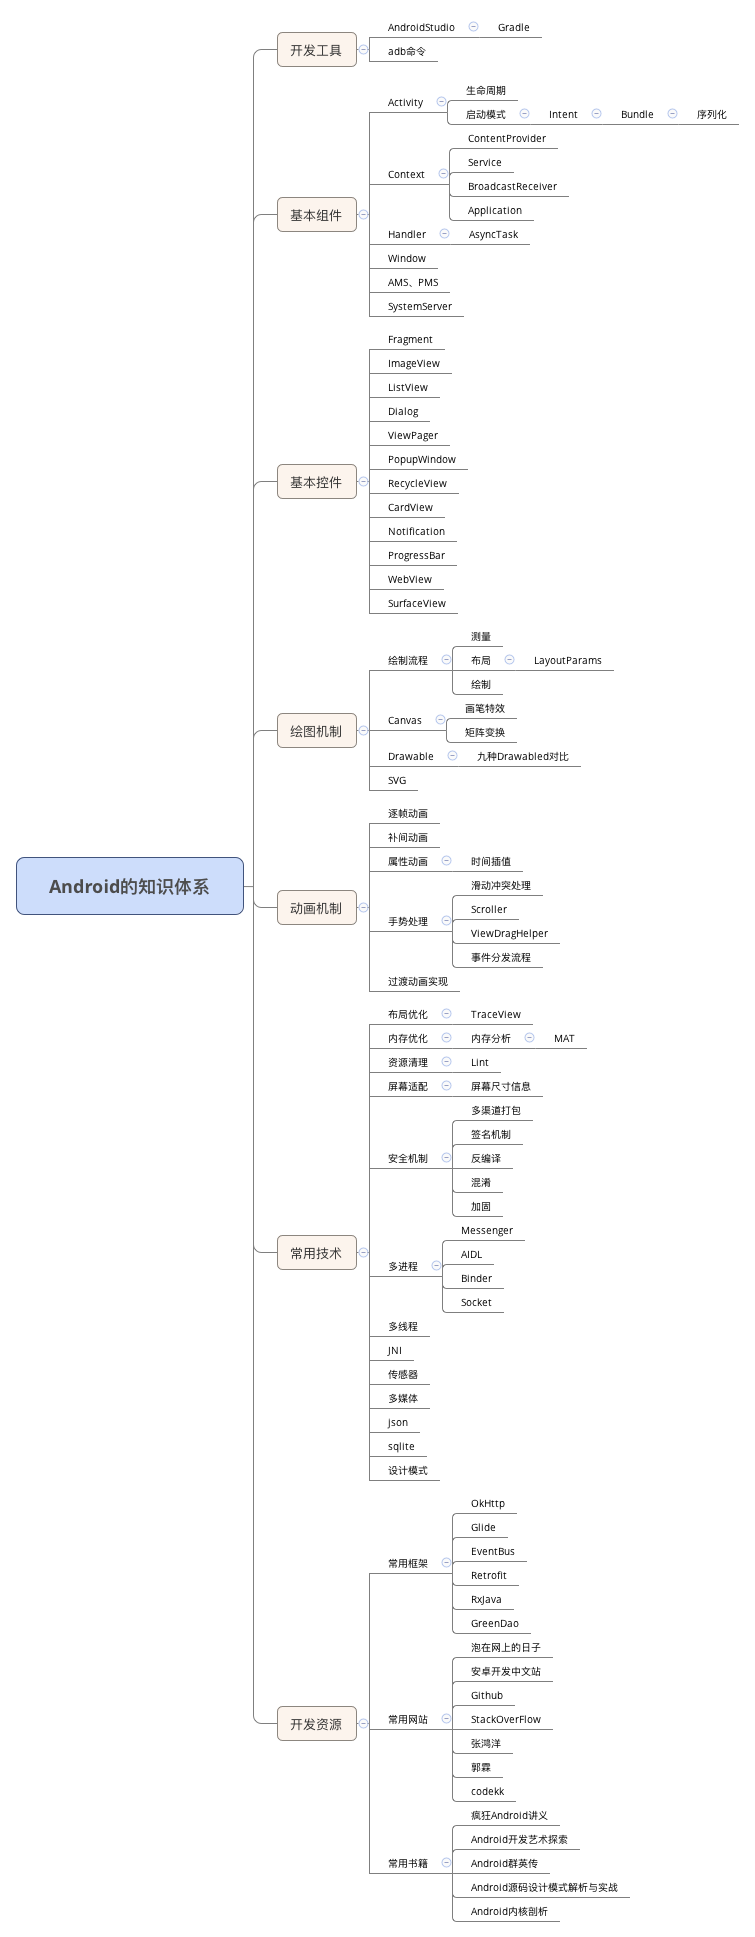 Android的知识体系
开发工具
AndroidStudio
Gradle
adb命令
基本组件
Activity
生命周期
启动模式
Intent
Bundle
序列化
Context
ContentProvider
Service
BroadcastReceiver
Application
Handler
AsyncTask
Window
AMS、PMS
SystemServer
基本控件
Fragment
ImageView
ListView
Dialog
ViewPager
PopupWindow
RecycleView
CardView
Notification
ProgressBar
WebView
SurfaceView
绘图机制
绘制流程
测量
布局
LayoutParams
绘制
Canvas
画笔特效
矩阵变换
Drawable
九种Drawabled对比
SVG
动画机制
逐帧动画
补间动画
属性动画
时间插值
手势处理
滑动冲突处理
Scroller
ViewDragHelper
事件分发流程
过渡动画实现
常用技术
布局优化
TraceView
内存优化
内存分析
MAT
资源清理
Lint
屏幕适配
屏幕尺寸信息
安全机制
多渠道打包
签名机制
反编译
混淆
加固
多进程
Messenger
AIDL
Binder
Socket
多线程
JNI
传感器
多媒体
json
sqlite
设计模式
开发资源
常用框架
OkHttp
Glide
EventBus
Retrofit
RxJava
GreenDao
常用网站
泡在网上的日子
安卓开发中文站
Github
StackOverFlow
张鸿洋
郭霖
codekk
常用书籍
疯狂Android讲义
Android开发艺术探索
Android群英传
Android源码设计模式解析与实战
Android内核剖析